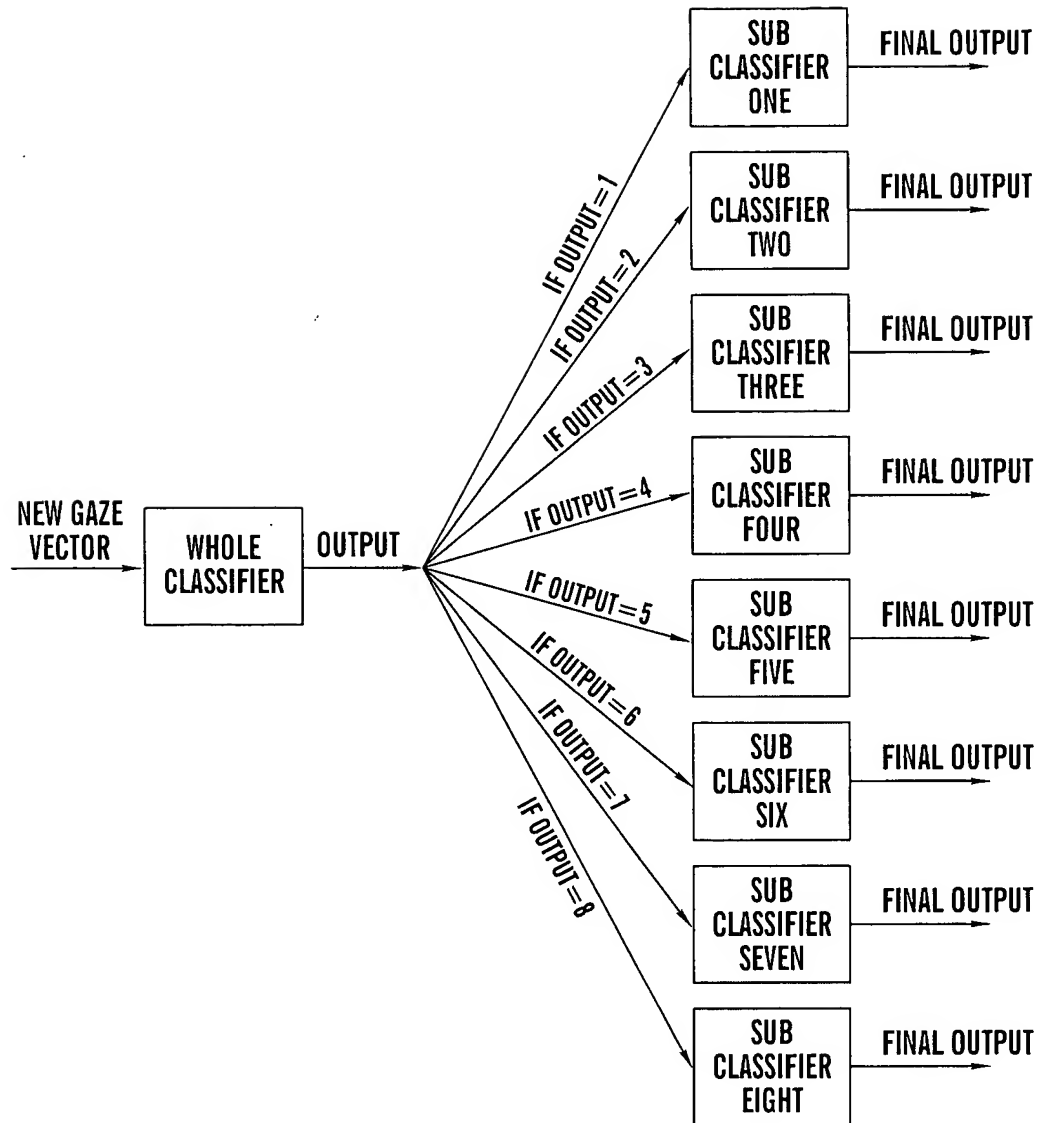 SUB
CLASSIFIER
ONE
FINAL OUTPUT
IF OUTPUT=1
SUB
CLASSIFIER
TWO
FINAL OUTPUT
IF OUTPUT=2
SUB
CLASSIFIER
THREE
FINAL OUTPUT
IF OUTPUT=3
SUB
CLASSIFIER
FOUR
FINAL OUTPUT
IF OUTPUT=4
NEW GAZE
VECTOR
WHOLE
CLASSIFIER
OUTPUT
IF OUTPUT=5
SUB
CLASSIFIER
FIVE
FINAL OUTPUT
IF OUTPUT=6
SUB
CLASSIFIER
SIX
FINAL OUTPUT
IF OUTPUT=7
SUB
CLASSIFIER
SEVEN
FINAL OUTPUT
IF OUTPUT=8
SUB
CLASSIFIER
EIGHT
FINAL OUTPUT